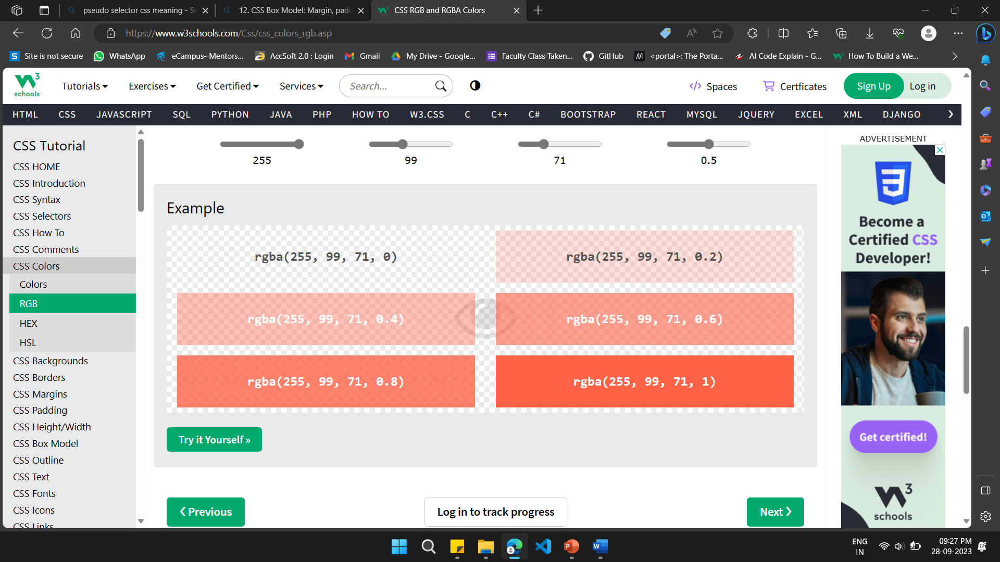 pseudo selector css meaning - Se
12. CSS Box Model: Margin, padd
CSS RGB and RGBA Colors
https://www.w3schools.com/Css/css_colors_rgb.asp
Site is not secure
WhatsApp
eCampus- Mentors...
AccSoft 2.0 : Login
Gmail
My Drive - Google...
Faculty Class Taken...
GitHub
<portal>: The Porta...
AI Code Explain - G...
How To Build a We...
schools
Tutorials
Exercises
Get Certified
Services
Search...
Spaces
Certficates
Sign Up
Log in
HTML
CSS
JAVASCRIPT
SQL
PYTHON
JAVA
PHP
HOW TO
W3.CSS
C
C++
C#
BOOTSTRAP
REACT
MYSQL
JQUERY
EXCEL
XML
DJANGO
CSS Tutorial
CSS HOME
CSS Introduction
CSS Syntax
CSS Selectors
CSS How To
CSS Comments
CSS Colors
Colors
RGB
HEX
HSL
CSS Backgrounds
CSS Borders
CSS Margins
CSS Padding
CSS Height/Width
CSS Box Model
CSS Outline
CSS Text
CSS Fonts
CSS Icons
CSS Links
255
99
71
0.5
Example
rgba(255, 99, 71, 0)
rgba(255, 99, 71, 0.2)
rgba(255, 99, 71, 0.4)
rgba(255, 99, 71, 0.6)
rgba(255, 99, 71, 0.8)
rgba(255, 99, 71, 1)
Try it Yourself »
❮ Previous
Log in to track progress
Next ❯
ADVERTISEMENT
Become a
Certified CSS
Developer!
Get certified!
W3
schools
ENG
IN
09:27 PM
28-09-2023